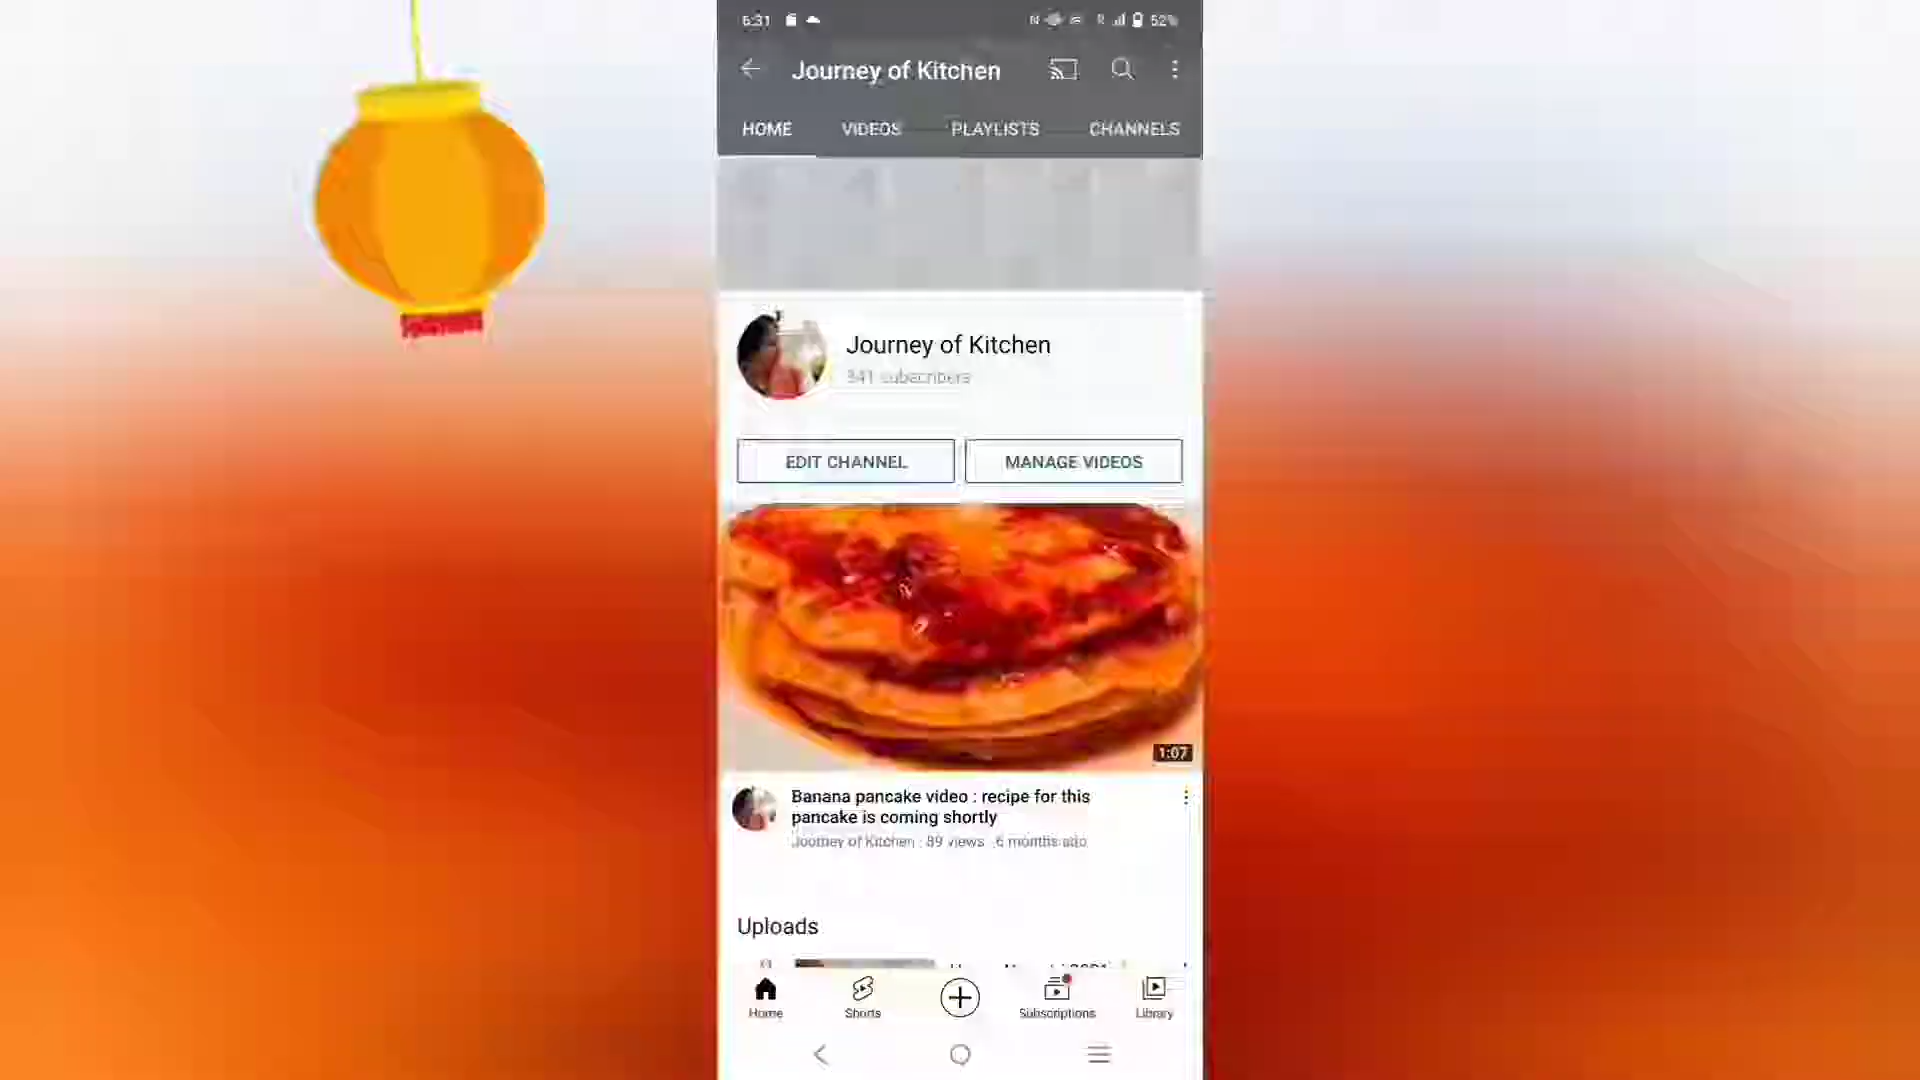 6:31
52%
Journey of Kitchen
HOME VIDEOS PLAYLISTS CHANNELS
Journey of Kitchen
341 subscribers
EDIT CHANNEL MANAGE VIDEOS
1:07
Banana pancake video : recipe for this
pancake is coming shortly
Journey of Kitchen · 89 views · 6 months ago
Uploads
Home Shorts Subscriptions Library